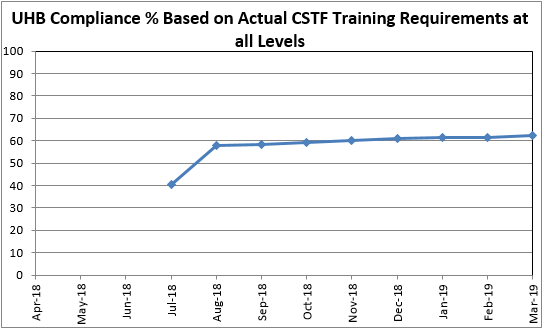 UHB Compliance % Based on Actual CSTF Training Requirements at
all Levels
100
90
80
70
60
50
40
30
20
10
0
Apr-18
May-18
Jun-18
Jul-18
Aug-18
Sep-18
Oct-18
Nov-18
Dec-18
Jan-19
Feb-19
Mar-19